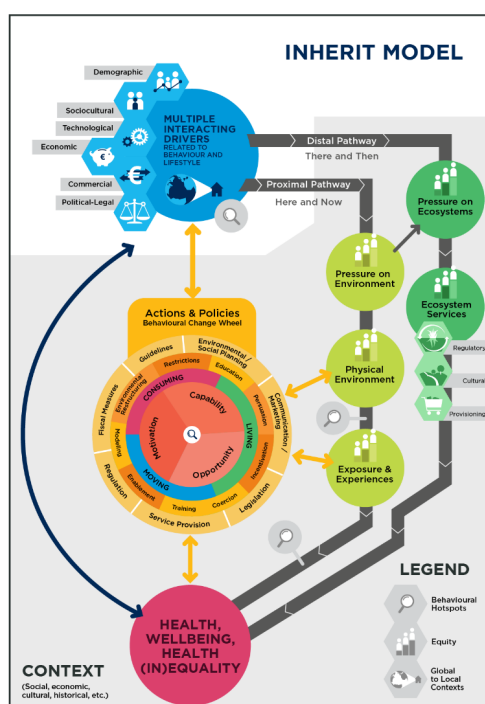 INHERIT MODEL
Demographic
Sociocultural
Technological
Economic
Commercial
Political-Legal
MULTIPLE
INTERACTING
DRIVERS
RELATED TO
BEHAVIOUR AND
LIFESTYLE
€
€
Distal Pathway
There and Then
Proximal Pathway
Here and Now
Pressure on
Ecosystems
Pressure on
Environment
Ecosystem
Services
Regulatory
Cultural
Provisioning
Physical
Environment
Exposure &
Experiences
Actions & Policies
Behavioural Change Wheel
Guidelines
Environmental /
Social Planning
Communication /
Marketing
Legislation
Service Provision
Regulation
Fiscal Measures
Restrictions
Education
Persuasion
Incentivisation
Coercion
Training
Enablement
Modeling
Environmental
Restructuring
CONSUMING
LIVING
MOVING
Capability
Motivation
Opportunity
HEALTH,
WELLBEING,
HEALTH
(IN)EQUALITY
CONTEXT
(Social, economic,
cultural, historical, etc.)
LEGEND
Behavioural
Hotspots
Equity
Global
to Local
Contexts